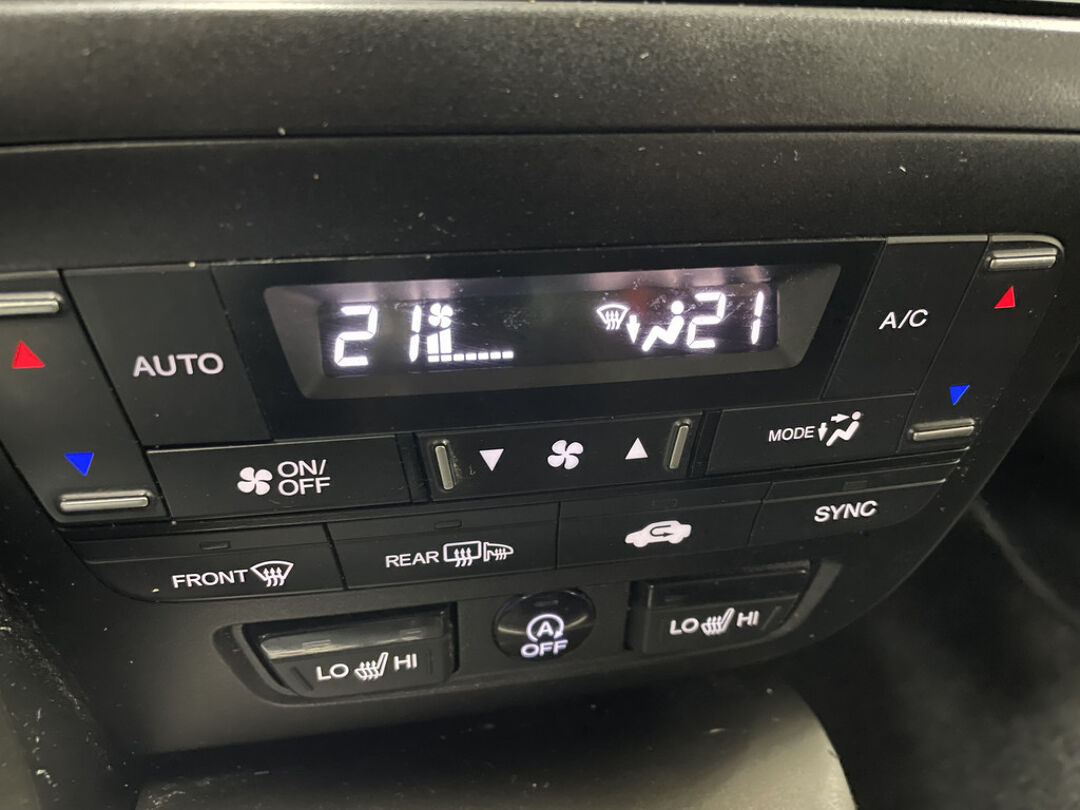 21 21
AUTO
A/C
ON/
OFF
MODE
FRONT
REAR
SYNC
LO HI
A
OFF
LO HI